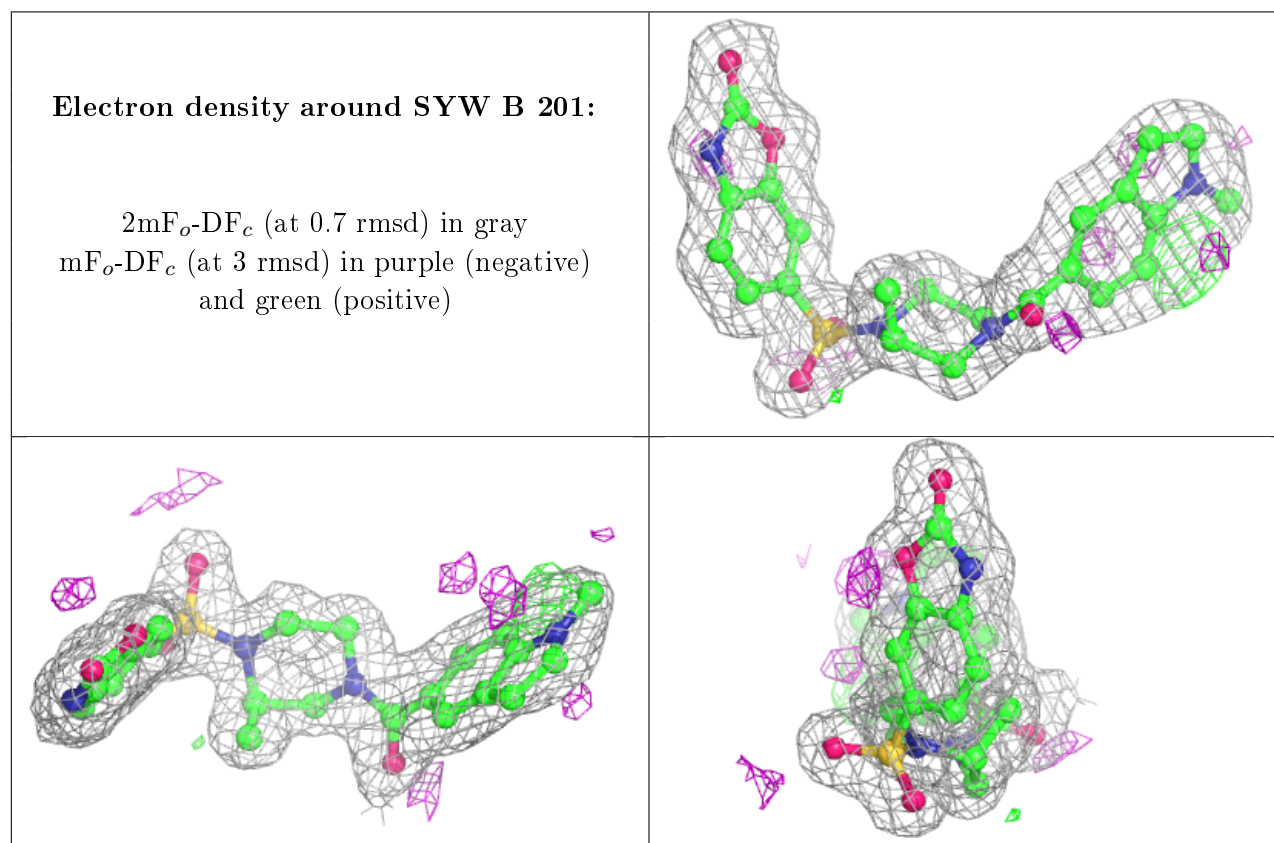 Electron density around SYW B 201:
2mFo-DFc (at 0.7 rmsd) in gray
mFo-DFc (at 3 rmsd) in purple (negative)
and green (positive)